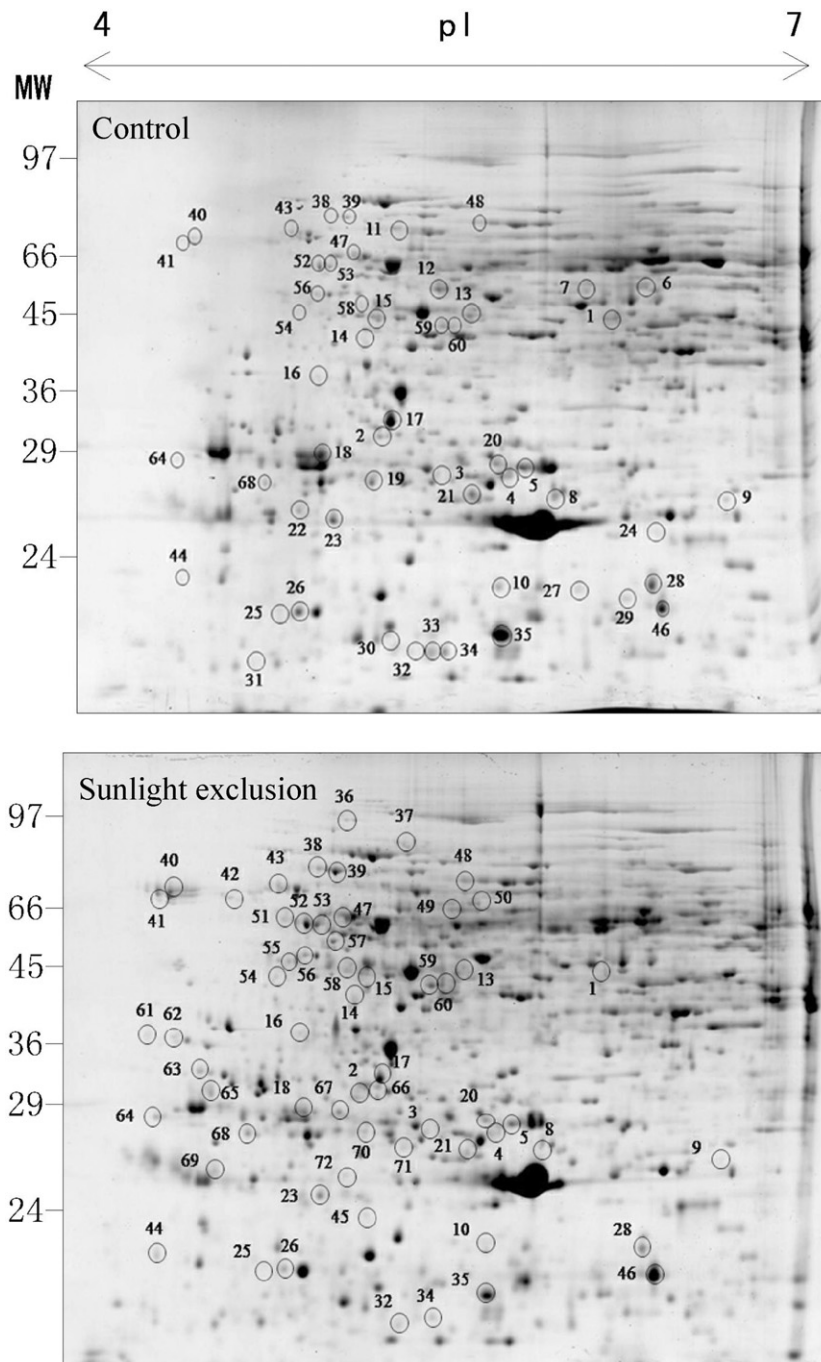 4 pI 7
MW
Control
97
38 39 48
40 43 11
41 47
66
52 53 12 7 6
56 58 15 13
45
54 59 60 1
14
16
36
17
2
29
64 18 20
68 19 3 5
21 4 8 9
22 23 24
24
44
10 27 28
25 26 29 46
30 33 35
32 34
31
Sunlight exclusion
36 37
97
38
40 43 39 48
41 42 50
66
51 52 53 47 49
57
55 56 59
45
54 58 15 60 13 1
14
61 62 16
36
63 2 17
65 66
29
64 18 67 3 20
68 70 21 4 5 8
71 9
69 72
23
24
45
44 10 28
25 26 46
35
32 34